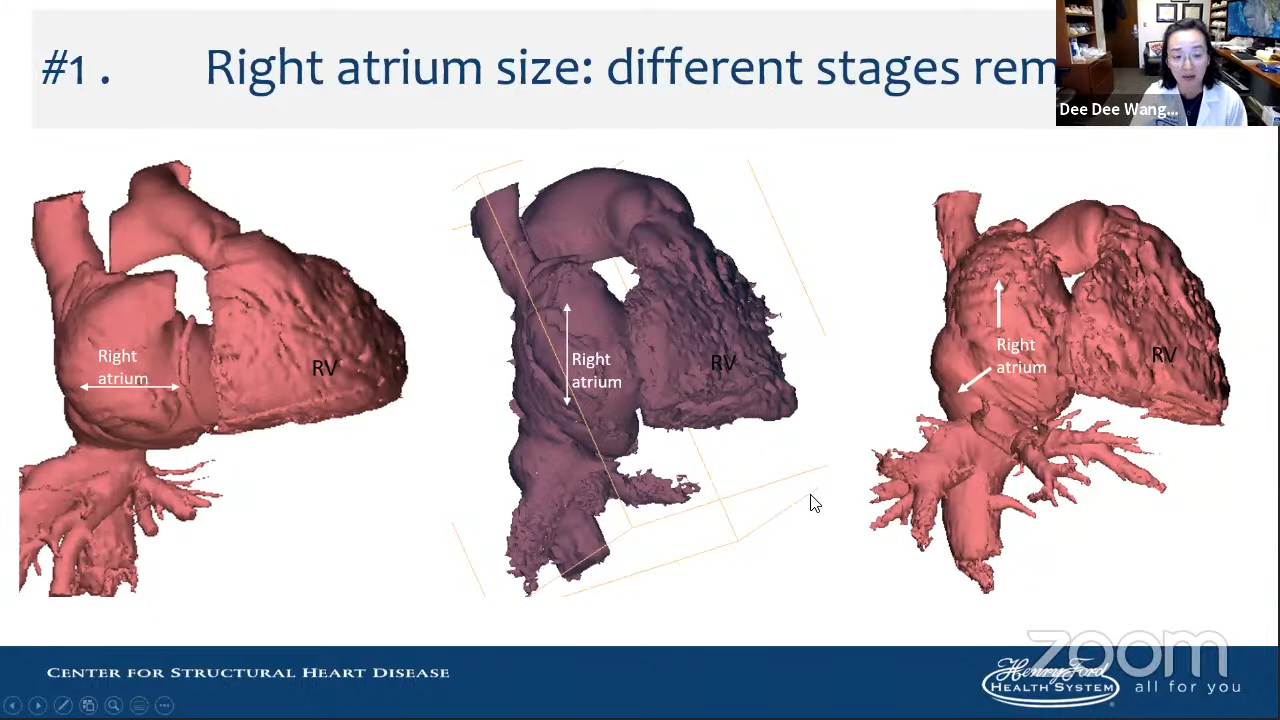 #1. Right atrium size: different stages rem
Dee Dee Wang...
Right
atrium
RV
Right
atrium
RV
Right
atrium
RV
CENTER FOR STRUCTURAL HEART DISEASE
zoom
Henry Ford
HEALTH SYSTEM
all for you